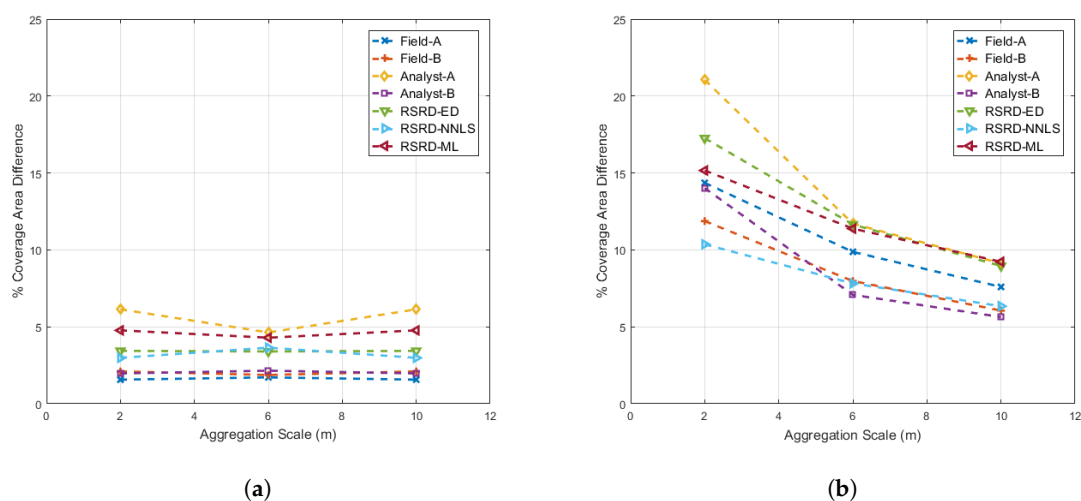 25
20
15
10
5
0
0
2
4
6
8
10
12
% Coverage Area Difference
Aggregation Scale (m)
Field-A
Field-B
Analyst-A
Analyst-B
RSRD-ED
RSRD-NNLS
RSRD-ML
(a)
25
20
15
10
5
0
0
2
4
6
8
10
12
% Coverage Area Difference
Aggregation Scale (m)
Field-A
Field-B
Analyst-A
Analyst-B
RSRD-ED
RSRD-NNLS
RSRD-ML
(b)